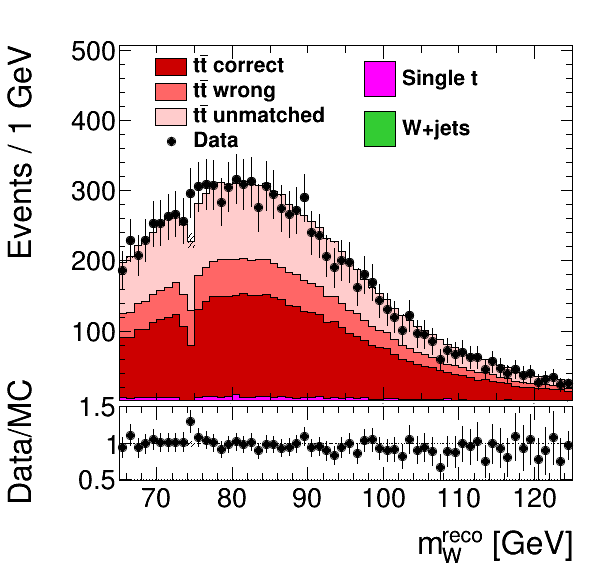 Events / 1 GeV
500
400
300
200
100
tt̄ correct
tt̄ wrong
tt̄ unmatched
Data
Single t
W+jets
Data/MC
1.5
1
0.5
70 80 90 100 110 120
m_W^reco [GeV]